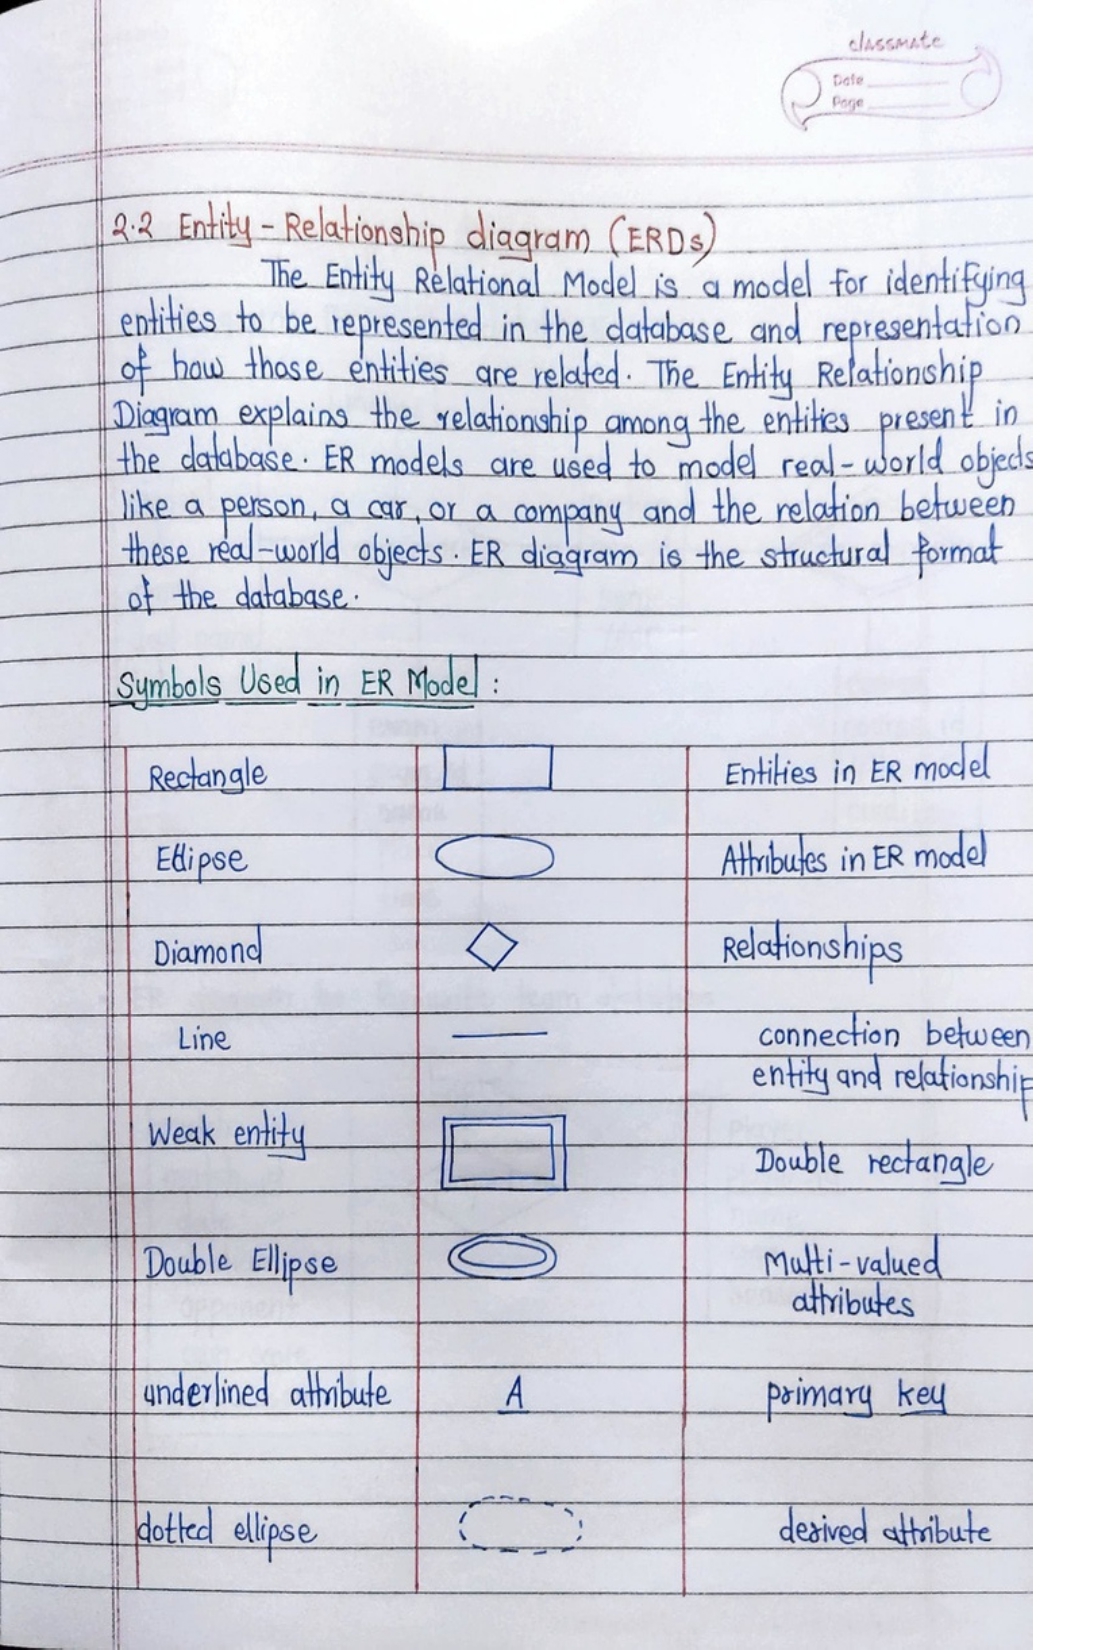 classmate
Date
Page
2.2 Entity - Relationship diagram (ERDs)
The Entity Relational Model is a model for identifying
entities to be represented in the database and representation
of how those entities are related. The Entity Relationship
Diagram explains the relationship among the entities present in
the database. ER models are used to model real-world objects
like a person, a car, or a company and the relation between
these real-world objects. ER diagram is the structural format
of the database.
Symbols Used in ER Model :
Rectangle Entities in ER model
Ellipse Attributes in ER model
Diamond Relationships
Line connection between
entity and relationship
Weak entity Double rectangle
Double Ellipse Multi-valued
attributes
underlined attribute A primary key
dotted ellipse derived attribute